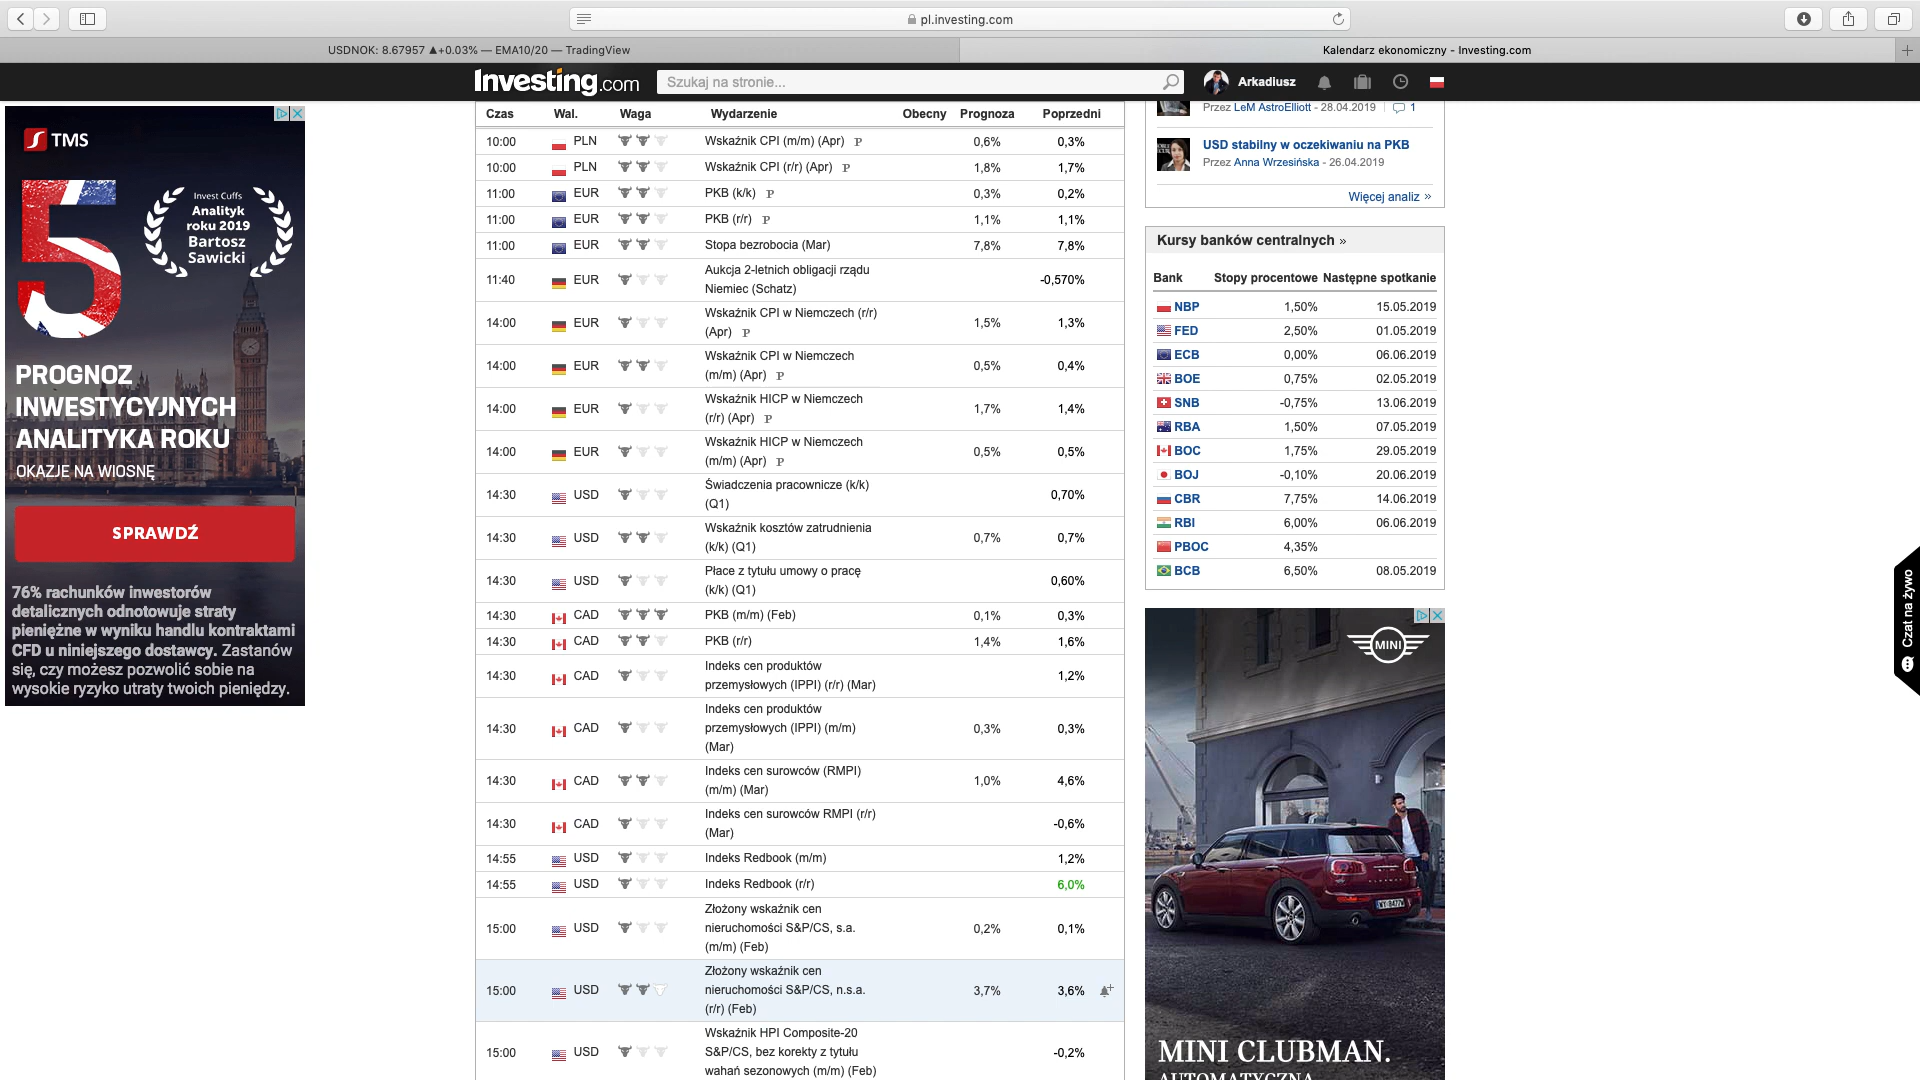 pl.investing.com
USDNOK: 8.67957 ▲+0.03% — EMA10/20 — TradingView
Kalendarz ekonomiczny - Investing.com
Investing.com
Szukaj na stronie...
Arkadiusz
TMS
5
Invest Cuffs
Analityk
roku 2019
Bartosz
Sawicki
PROGNOZ
INWESTYCYJNYCH
ANALITYKA ROKU
OKAZJE NA WIOSNĘ
SPRAWDŹ
76% rachunków inwestorów
detalicznych odnotowuje straty
pieniężne w wyniku handlu kontraktami
CFD u niniejszego dostawcy. Zastanów
się, czy możesz pozwolić sobie na
wysokie ryzyko utraty twoich pieniędzy.
Czas Wal. Waga Wydarzenie Obecny Prognoza Poprzedni
10:00 PLN Wskaźnik CPI (m/m) (Apr) P 0,6% 0,3%
10:00 PLN Wskaźnik CPI (r/r) (Apr) P 1,8% 1,7%
11:00 EUR PKB (k/k) P 0,3% 0,2%
11:00 EUR PKB (r/r) P 1,1% 1,1%
11:00 EUR Stopa bezrobocia (Mar) 7,8% 7,8%
11:40 EUR Aukcja 2-letnich obligacji rządu
Niemiec (Schatz) -0,570%
14:00 EUR Wskaźnik CPI w Niemczech (r/r)
(Apr) P 1,5% 1,3%
14:00 EUR Wskaźnik CPI w Niemczech
(m/m) (Apr) P 0,5% 0,4%
14:00 EUR Wskaźnik HICP w Niemczech
(r/r) (Apr) P 1,7% 1,4%
14:00 EUR Wskaźnik HICP w Niemczech
(m/m) (Apr) P 0,5% 0,5%
14:30 USD Świadczenia pracownicze (k/k)
(Q1) 0,70%
14:30 USD Wskaźnik kosztów zatrudnienia
(k/k) (Q1) 0,7% 0,7%
14:30 USD Płace z tytułu umowy o pracę
(k/k) (Q1) 0,60%
14:30 CAD PKB (m/m) (Feb) 0,1% 0,3%
14:30 CAD PKB (r/r) 1,4% 1,6%
14:30 CAD Indeks cen produktów
przemysłowych (IPPI) (r/r) (Mar) 1,2%
14:30 CAD Indeks cen produktów
przemysłowych (IPPI) (m/m)
(Mar) 0,3% 0,3%
14:30 CAD Indeks cen surowców (RMPI)
(m/m) (Mar) 1,0% 4,6%
14:30 CAD Indeks cen surowców RMPI (r/r)
(Mar) -0,6%
14:55 USD Indeks Redbook (m/m) 1,2%
14:55 USD Indeks Redbook (r/r) 6,0%
15:00 USD Złożony wskaźnik cen
nieruchomości S&P/CS, s.a.
(m/m) (Feb) 0,2% 0,1%
15:00 USD Złożony wskaźnik cen
nieruchomości S&P/CS, n.s.a.
(r/r) (Feb) 3,7% 3,6%
15:00 USD Wskaźnik HPI Composite-20
S&P/CS, bez korekty z tytułu
wahań sezonowych (m/m) (Feb) -0,2%
Przez LeM AstroElliott - 28.04.2019 1
USD stabilny w oczekiwaniu na PKB
Przez Anna Wrzesińska - 26.04.2019
Więcej analiz »
Kursy banków centralnych »
Bank Stopy procentowe Następne spotkanie
NBP 1,50% 15.05.2019
FED 2,50% 01.05.2019
ECB 0,00% 06.06.2019
BOE 0,75% 02.05.2019
SNB -0,75% 13.06.2019
RBA 1,50% 07.05.2019
BOC 1,75% 29.05.2019
BOJ -0,10% 20.06.2019
CBR 7,75% 14.06.2019
RBI 6,00% 06.06.2019
PBOC 4,35%
BCB 6,50% 08.05.2019
MINI
MINI CLUBMAN.
AUTOMATYCZNA
Czat na żywo